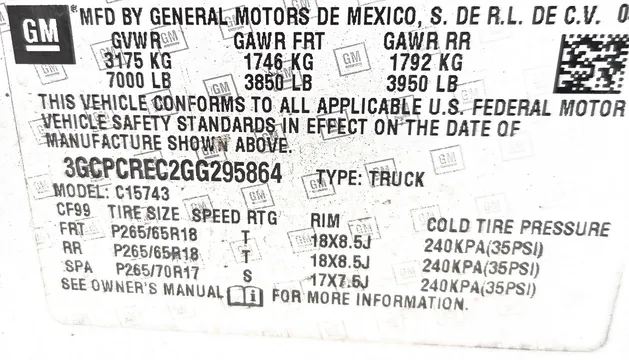 GM MFD BY GENERAL MOTORS DE MEXICO, S. DE R.L. DE C.V.
GVWR GAWR FRT GAWR RR
3175 KG 1746 KG 1792 KG
7000 LB 3850 LB 3950 LB
THIS VEHICLE CONFORMS TO ALL APPLICABLE U.S. FEDERAL MOTOR
VEHICLE SAFETY STANDARDS IN EFFECT ON THE DATE OF
MANUFACTURE SHOWN ABOVE.
3GCPCREC2GG295864 TYPE: TRUCK
MODEL: C15743
CF99 TIRE SIZE SPEED RTG RIM COLD TIRE PRESSURE
FRT P265/65R18 T 18X8.5J 240KPA(35PSI)
RR P265/65R18 T 18X8.5J 240KPA(35PSI)
SPA P265/70R17 S 17X7.5J 240KPA(35PSI)
SEE OWNER'S MANUAL FOR MORE INFORMATION.